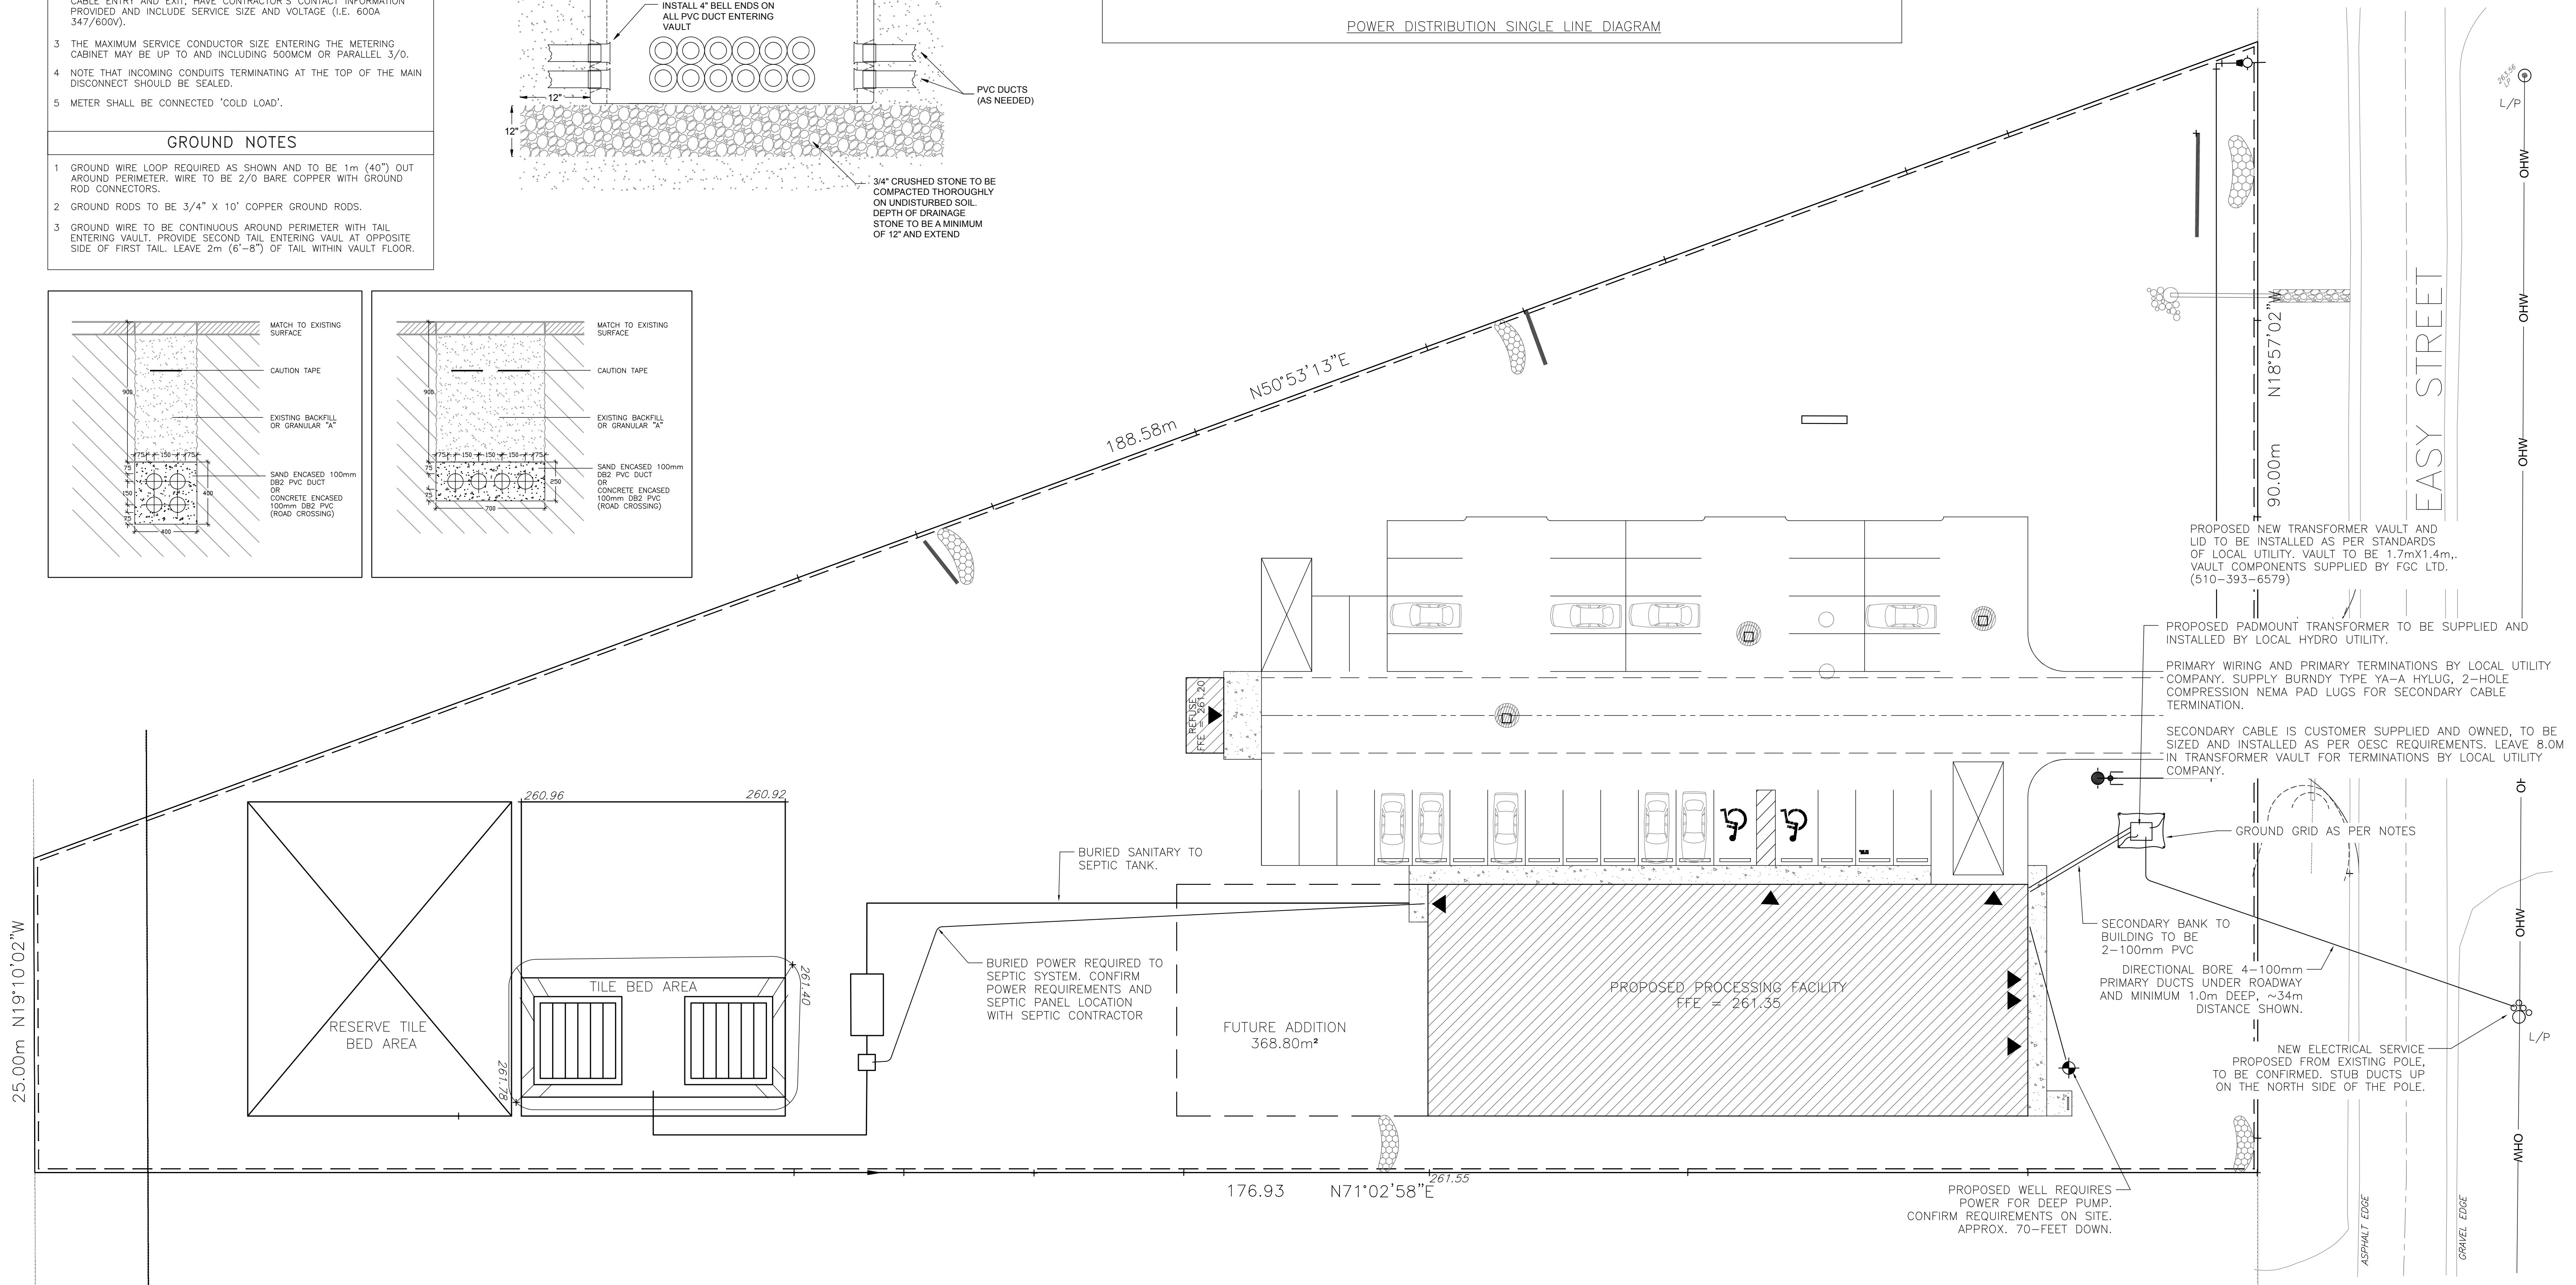 CABLE ENTRY AND EXIT, HAVE CONTRACTOR'S CONTACT INFORMATION
PROVIDED AND INCLUDE SERVICE SIZE AND VOLTAGE (I.E. 600A
347/600V).
3 THE MAXIMUM SERVICE CONDUCTOR SIZE ENTERING THE METERING
CABINET MAY BE UP TO AND INCLUDING 500MCM OR PARALLEL 3/0.
4 NOTE THAT INCOMING CONDUITS TERMINATING AT THE TOP OF THE MAIN
DISCONNECT SHOULD BE SEALED.
5 METER SHALL BE CONNECTED 'COLD LOAD'.
GROUND NOTES
1 GROUND WIRE LOOP REQUIRED AS SHOWN AND TO BE 1m (40") OUT
AROUND PERIMETER. WIRE TO BE 2/0 BARE COPPER WITH GROUND
ROD CONNECTORS.
2 GROUND RODS TO BE 3/4" X 10' COPPER GROUND RODS.
3 GROUND WIRE TO BE CONTINUOUS AROUND PERIMETER WITH TAIL
ENTERING VAULT. PROVIDE SECOND TAIL ENTERING VAUL AT OPPOSITE
SIDE OF FIRST TAIL. LEAVE 2m (6'-8") OF TAIL WITHIN VAULT FLOOR.
INSTALL 4" BELL ENDS ON
ALL PVC DUCT ENTERING
VAULT
PVC DUCTS
(AS NEEDED)
12"
12"
3/4" CRUSHED STONE TO BE
COMPACTED THOROUGHLY
ON UNDISTURBED SOIL.
DEPTH OF DRAINAGE
STONE TO BE A MINIMUM
OF 12" AND EXTEND
POWER DISTRIBUTION SINGLE LINE DIAGRAM
MATCH TO EXISTING
SURFACE
CAUTION TAPE
900
EXISTING BACKFILL
OR GRANULAR "A"
75 150 75
75
150
75
400
400
SAND ENCASED 100mm
DB2 PVC DUCT
OR
CONCRETE ENCASED
100mm DB2 PVC
(ROAD CROSSING)
MATCH TO EXISTING
SURFACE
CAUTION TAPE
900
EXISTING BACKFILL
OR GRANULAR "A"
75 150 150 150 75
75
75
250
700
SAND ENCASED 100mm
DB2 PVC DUCT
OR
CONCRETE ENCASED
100mm DB2 PVC
(ROAD CROSSING)
188.58m
N50°53'13"E
N18°57'02"W
90.00m
EASY STREET
263.56
L/P
OHW
OHW
OHW
PROPOSED NEW TRANSFORMER VAULT AND
LID TO BE INSTALLED AS PER STANDARDS
OF LOCAL UTILITY. VAULT TO BE 1.7mX1.4m,.
VAULT COMPONENTS SUPPLIED BY FGC LTD.
(510-393-6579)
PROPOSED PADMOUNT TRANSFORMER TO BE SUPPLIED AND
INSTALLED BY LOCAL HYDRO UTILITY.
PRIMARY WIRING AND PRIMARY TERMINATIONS BY LOCAL UTILITY
COMPANY. SUPPLY BURNDY TYPE YA-A HYLUG, 2-HOLE
COMPRESSION NEMA PAD LUGS FOR SECONDARY CABLE
TERMINATION.
SECONDARY CABLE IS CUSTOMER SUPPLIED AND OWNED, TO BE
SIZED AND INSTALLED AS PER OESC REQUIREMENTS. LEAVE 8.0M
IN TRANSFORMER VAULT FOR TERMINATIONS BY LOCAL UTILITY
COMPANY.
GROUND GRID AS PER NOTES
REFUSE
FFE = 261.20
260.96
260.92
BURIED SANITARY TO
SEPTIC TANK.
SECONDARY BANK TO
BUILDING TO BE
2-100mm PVC
DIRECTIONAL BORE 4-100mm
PRIMARY DUCTS UNDER ROADWAY
AND MINIMUM 1.0m DEEP, ~34m
DISTANCE SHOWN.
OHW
25.00m N19°10'02"W
RESERVE TILE
BED AREA
TILE BED AREA
261.40
261.78
BURIED POWER REQUIRED TO
SEPTIC SYSTEM. CONFIRM
POWER REQUIREMENTS AND
SEPTIC PANEL LOCATION
WITH SEPTIC CONTRACTOR
FUTURE ADDITION
368.80m²
PROPOSED PROCESSING FACILITY
FFE = 261.35
L/P
NEW ELECTRICAL SERVICE
PROPOSED FROM EXISTING POLE,
TO BE CONFIRMED. STUB DUCTS UP
ON THE NORTH SIDE OF THE POLE.
OHW
176.93 N71°02'58"E
261.55
PROPOSED WELL REQUIRES
POWER FOR DEEP PUMP.
CONFIRM REQUIREMENTS ON SITE.
APPROX. 70-FEET DOWN.
ASPHALT EDGE
GRAVEL EDGE